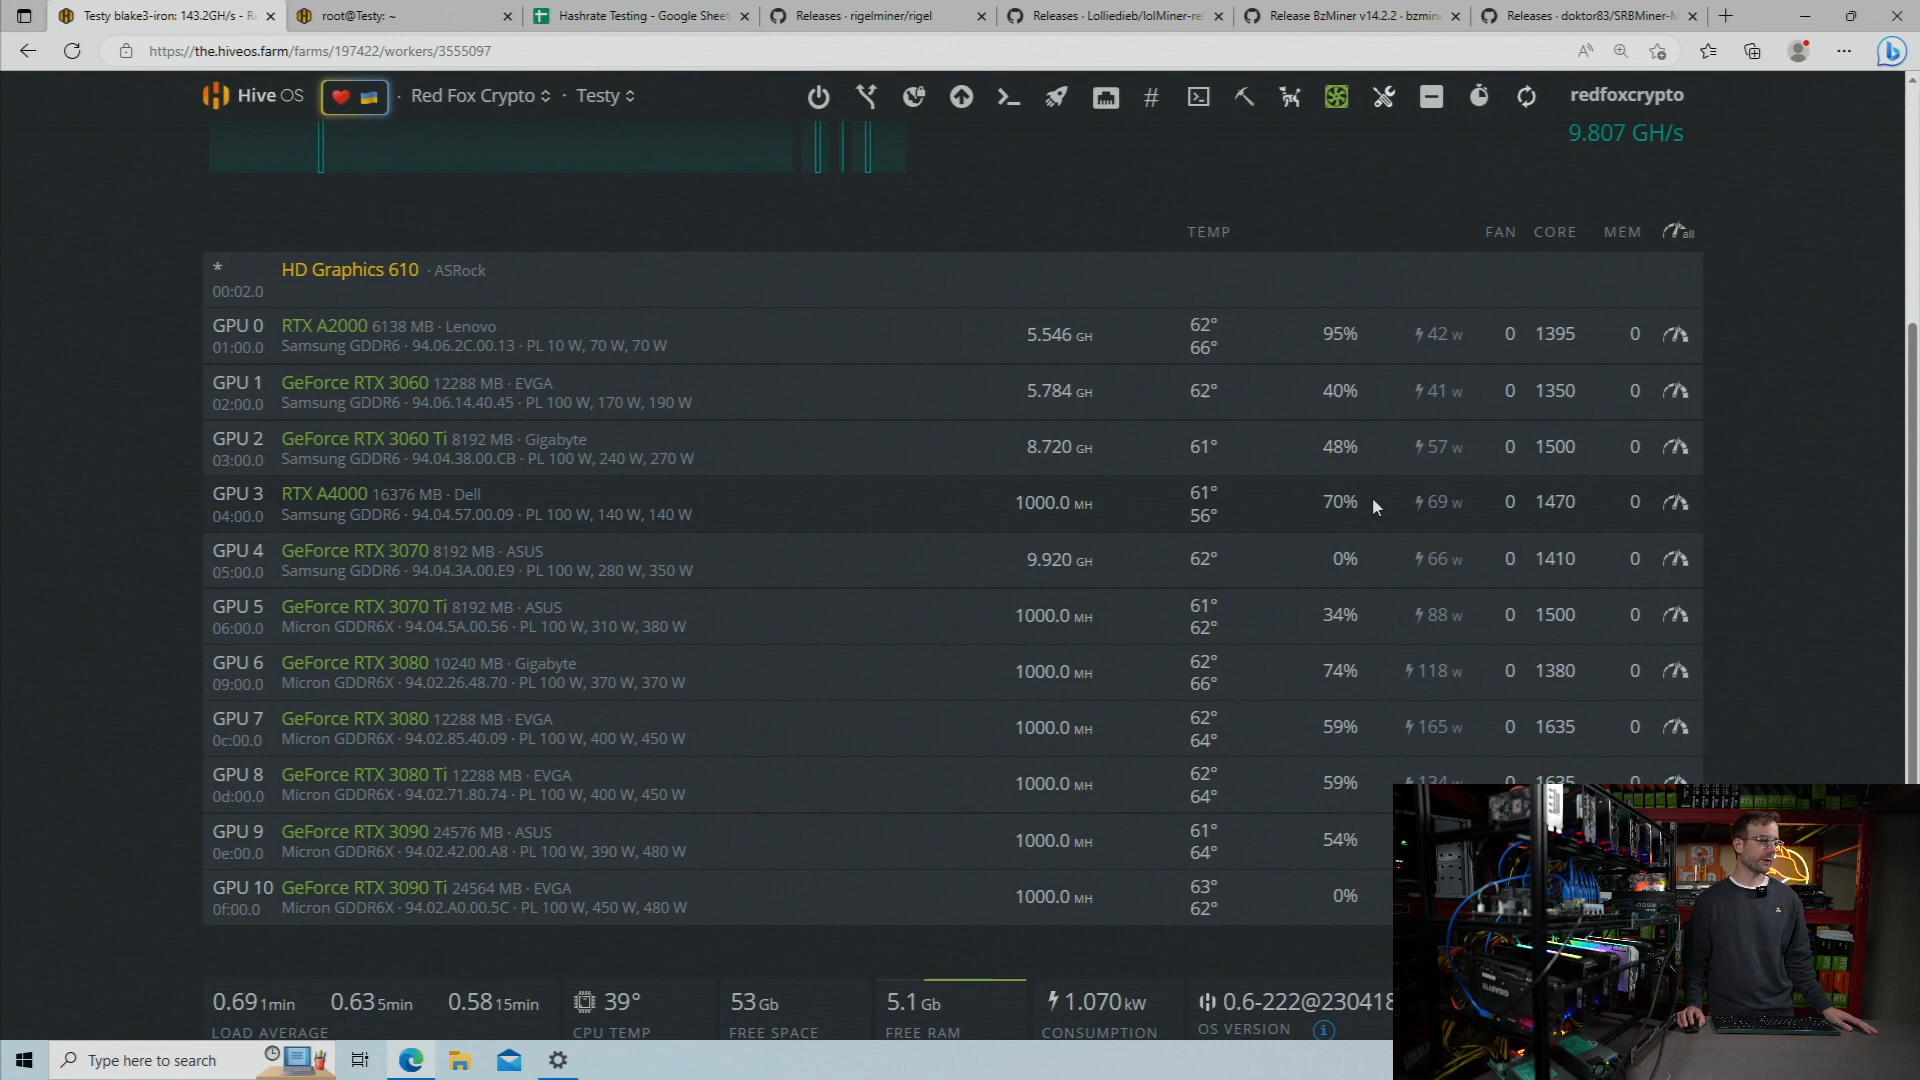 Testy blake3-iron: 143.2GH/s - Re
root@Testy: ~
Hashrate Testing - Google Sheet
Releases · rigelminer/rigel
Releases · Lolliedieb/lolMiner-re
Release BzMiner v14.2.2 · bzmin
Releases · doktor83/SRBMiner-M
https://the.hiveos.farm/farms/197422/workers/3555097
Hive OS · Red Fox Crypto · Testy
redfoxcrypto
9.807 GH/s
TEMP FAN CORE MEM all
* HD Graphics 610 · ASRock
00:02.0
GPU 0 RTX A2000 6138 MB · Lenovo 5.546 GH 62° 95% 42 W 0 1395 0
01:00.0 Samsung GDDR6 · 94.06.2C.00.13 · PL 10 W, 70 W, 70 W 66°
GPU 1 GeForce RTX 3060 12288 MB · EVGA 5.784 GH 62° 40% 41 W 0 1350 0
02:00.0 Samsung GDDR6 · 94.06.14.40.45 · PL 100 W, 170 W, 190 W
GPU 2 GeForce RTX 3060 Ti 8192 MB · Gigabyte 8.720 GH 61° 48% 57 W 0 1500 0
03:00.0 Samsung GDDR6 · 94.04.38.00.CB · PL 100 W, 240 W, 270 W
GPU 3 RTX A4000 16376 MB · Dell 1000.0 MH 61° 70% 69 W 0 1470 0
04:00.0 Samsung GDDR6 · 94.04.57.00.09 · PL 100 W, 140 W, 140 W 56°
GPU 4 GeForce RTX 3070 8192 MB · ASUS 9.920 GH 62° 0% 66 W 0 1410 0
05:00.0 Samsung GDDR6 · 94.04.3A.00.E9 · PL 100 W, 280 W, 350 W
GPU 5 GeForce RTX 3070 Ti 8192 MB · ASUS 1000.0 MH 61° 34% 88 W 0 1500 0
06:00.0 Micron GDDR6X · 94.04.5A.00.56 · PL 100 W, 310 W, 380 W 62°
GPU 6 GeForce RTX 3080 10240 MB · Gigabyte 1000.0 MH 62° 74% 118 W 0 1380 0
09:00.0 Micron GDDR6X · 94.02.26.48.70 · PL 100 W, 370 W, 370 W 66°
GPU 7 GeForce RTX 3080 12288 MB · EVGA 1000.0 MH 62° 59% 165 W 0 1635 0
0c:00.0 Micron GDDR6X · 94.02.85.40.09 · PL 100 W, 400 W, 450 W 64°
GPU 8 GeForce RTX 3080 Ti 12288 MB · EVGA 1000.0 MH 62° 59% 134 W 0 1635 0
0d:00.0 Micron GDDR6X · 94.02.71.80.74 · PL 100 W, 400 W, 450 W 64°
GPU 9 GeForce RTX 3090 24576 MB · ASUS 1000.0 MH 61° 54%
0e:00.0 Micron GDDR6X · 94.02.42.00.A8 · PL 100 W, 390 W, 480 W 64°
GPU 10 GeForce RTX 3090 Ti 24564 MB · EVGA 1000.0 MH 63° 0%
0f:00.0 Micron GDDR6X · 94.02.A0.00.5C · PL 100 W, 450 W, 480 W 62°
0.69 1min 0.63 5min 0.58 15min 39° 53 Gb 5.1 Gb 1.070 kW 0.6-222@230418
LOAD AVERAGE CPU TEMP FREE SPACE FREE RAM CONSUMPTION OS VERSION
Type here to search